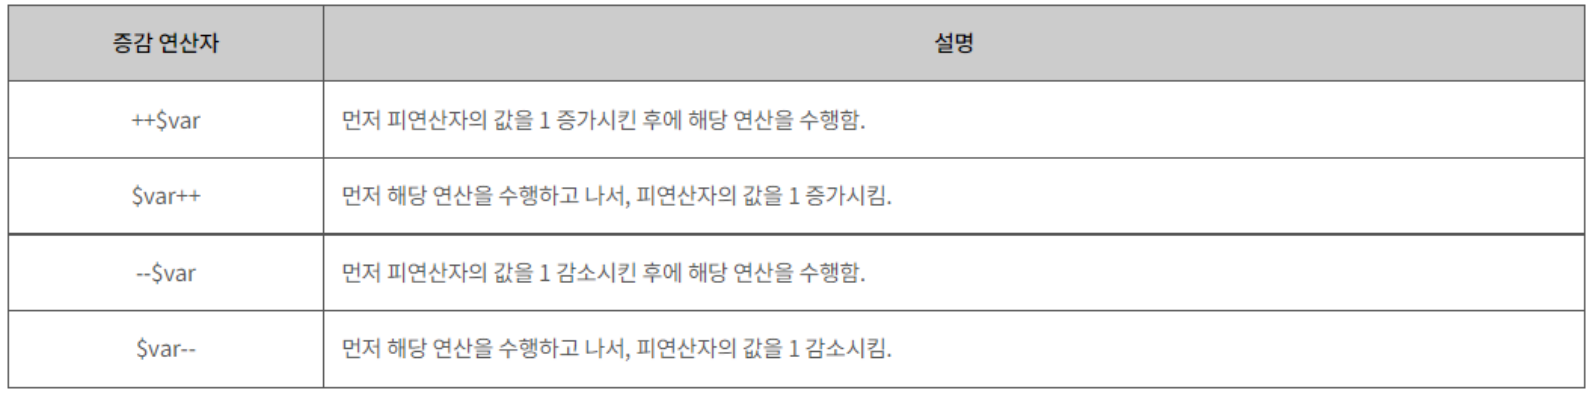 증감 연산자 설명
++$var 먼저 피연산자의 값을 1 증가시킨 후에 해당 연산을 수행함.
$var++ 먼저 해당 연산을 수행하고 나서, 피연산자의 값을 1 증가시킴.
--$var 먼저 피연산자의 값을 1 감소시킨 후에 해당 연산을 수행함.
$var-- 먼저 해당 연산을 수행하고 나서, 피연산자의 값을 1 감소시킴.